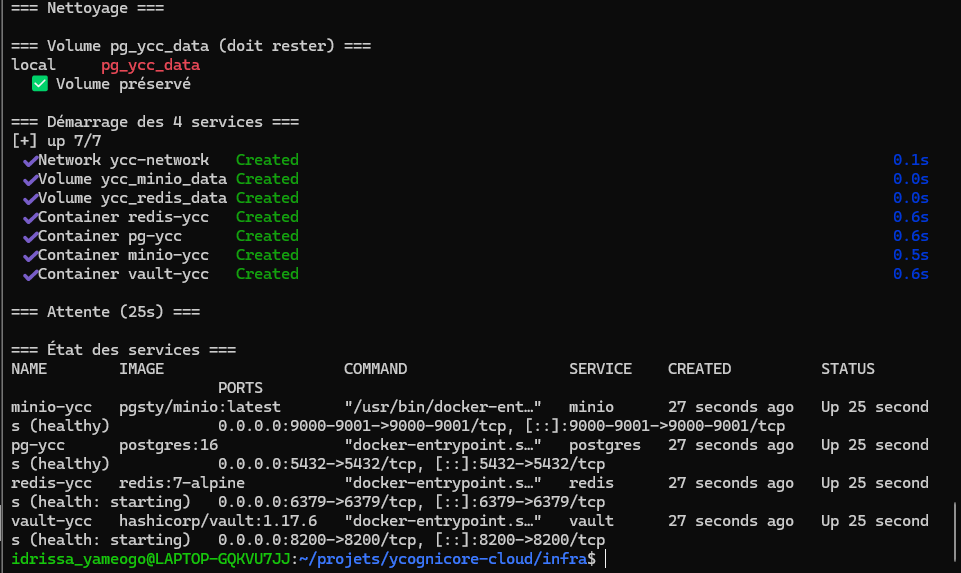 === Nettoyage ===
=== Volume pg_ycc_data (doit rester) ===
local     pg_ycc_data
✅ Volume préservé
=== Démarrage des 4 services ===
[+] up 7/7
✔Network ycc-network   Created   0.1s
✔Volume ycc_minio_data Created   0.0s
✔Volume ycc_redis_data Created   0.0s
✔Container redis-ycc   Created   0.6s
✔Container pg-ycc      Created   0.6s
✔Container minio-ycc   Created   0.5s
✔Container vault-ycc   Created   0.6s
=== Attente (25s) ===
=== État des services ===
NAME        IMAGE                   COMMAND                  SERVICE    CREATED          STATUS
PORTS
minio-ycc   pgsty/minio:latest      "/usr/bin/docker-ent…"   minio      27 seconds ago   Up 25 second
s (healthy)            0.0.0.0:9000-9001->9000-9001/tcp, [::]:9000-9001->9000-9001/tcp
pg-ycc      postgres:16             "docker-entrypoint.s…"   postgres   27 seconds ago   Up 25 second
s (healthy)            0.0.0.0:5432->5432/tcp, [::]:5432->5432/tcp
redis-ycc   redis:7-alpine          "docker-entrypoint.s…"   redis      27 seconds ago   Up 25 second
s (health: starting)   0.0.0.0:6379->6379/tcp, [::]:6379->6379/tcp
vault-ycc   hashicorp/vault:1.17.6  "docker-entrypoint.s…"   vault      27 seconds ago   Up 25 second
s (health: starting)   0.0.0.0:8200->8200/tcp, [::]:8200->8200/tcp
idrissa_yameogo@LAPTOP-GQKVU7JJ:~/projets/ycognicore-cloud/infra$